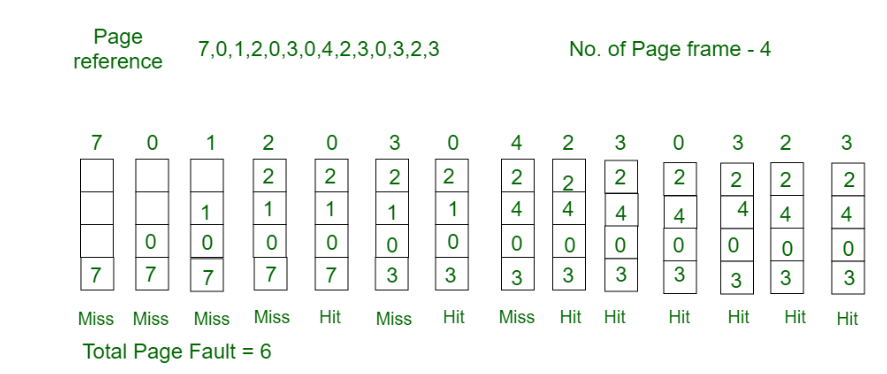 Page reference
7,0,1,2,0,3,0,4,2,3,0,3,2,3
No. of Page frame - 4
7 0 1 2 0 3 0 4 2 3 0 3 2 3
2 2 2 2 2 2 2 2 2 2 2
1 1 1 1 1 4 4 4 4 4 4 4
0 0 0 0 0 0 0 0 0 0 0 0 0
7 7 7 7 7 3 3 3 3 3 3 3 3 3
Miss Miss Miss Miss Hit Miss Hit Miss Hit Hit Hit Hit Hit Hit
Total Page Fault = 6